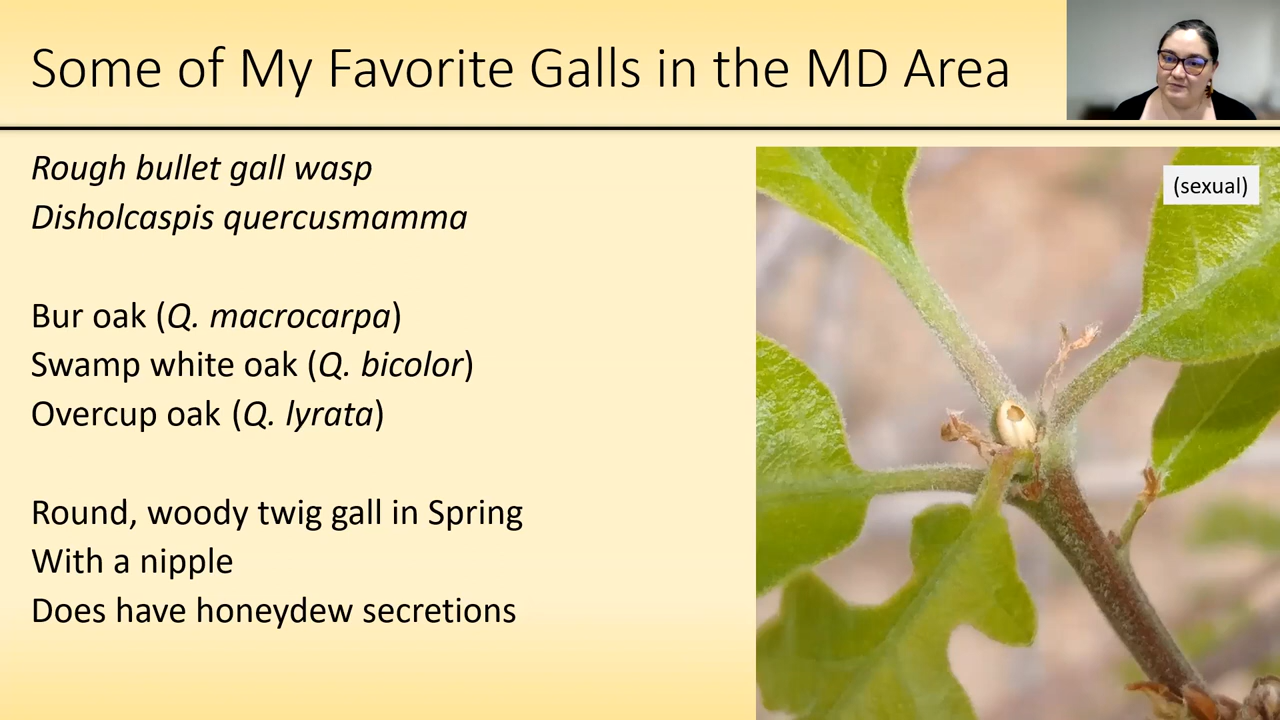 Some of My Favorite Galls in the MD Area
Rough bullet gall wasp
Disholcaspis quercusmamma
Bur oak (Q. macrocarpa)
Swamp white oak (Q. bicolor)
Overcup oak (Q. lyrata)
Round, woody twig gall in Spring
With a nipple
Does have honeydew secretions
(sexual)